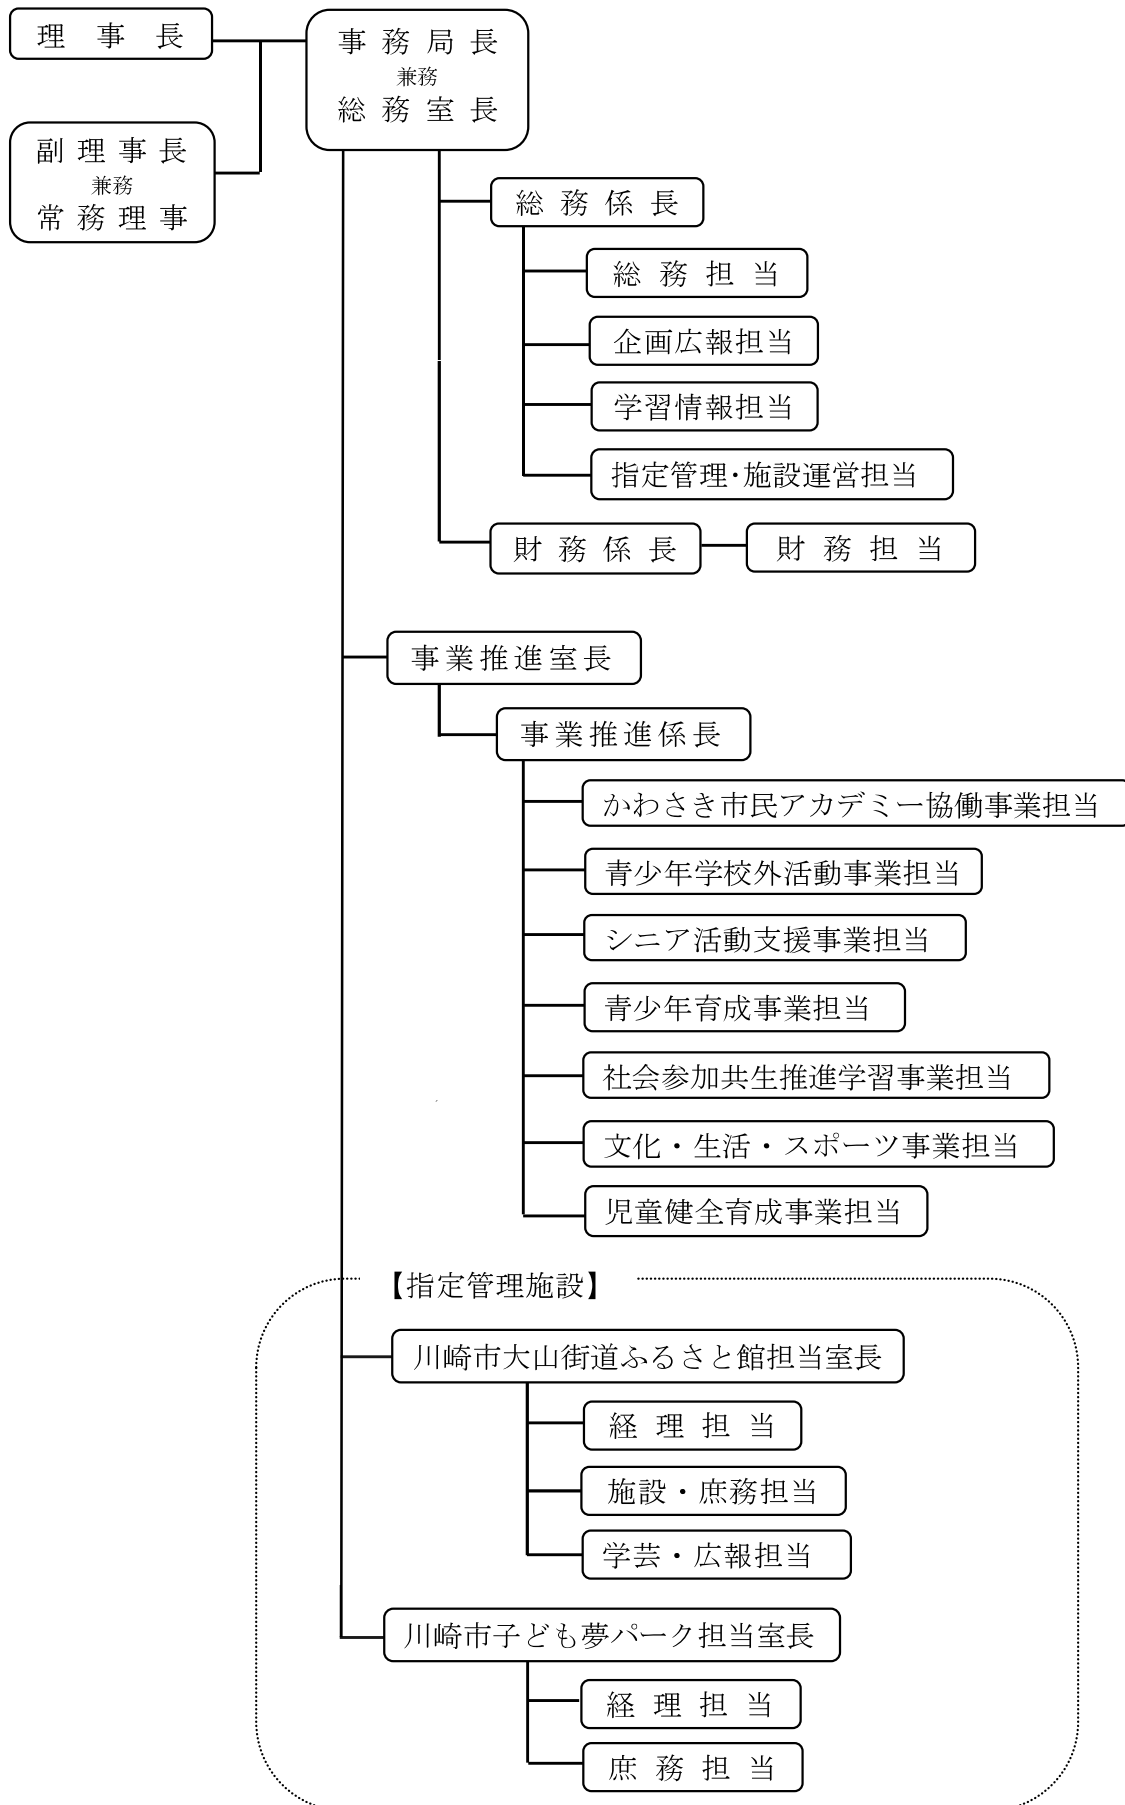 理事長
事務局長
兼務
総務室長
副理事長
兼務
常務理事
総務係長
総務担当
企画広報担当
学習情報担当
指定管理・施設運営担当
財務係長
財務担当
事業推進室長
事業推進係長
かわさき市民アカデミー協働事業担当
青少年学校外活動事業担当
シニア活動支援事業担当
青少年育成事業担当
社会参加共生推進学習事業担当
文化・生活・スポーツ事業担当
児童健全育成事業担当
【指定管理施設】
川崎市大山街道ふるさと館担当室長
経理担当
施設・庶務担当
学芸・広報担当
川崎市子ども夢パーク担当室長
経理担当
庶務担当